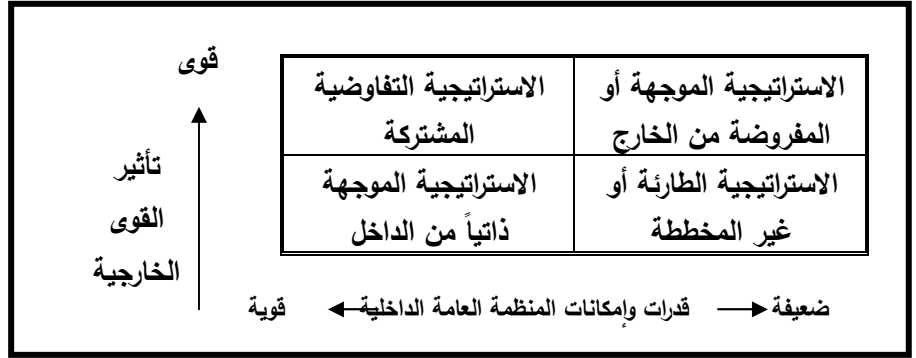 قوى
الاستراتيجية الموجهة أو
المفروضة من الخارج
الاستراتيجية التفاوضية
المشتركة
الاستراتيجية الطارئة أو
غير المخططة
الاستراتيجية الموجهة
ذاتياً من الداخل
تأثير
القوى
الخارجية
ضعيفة قدرات وإمكانات المنظمة العامة الداخلية قوية